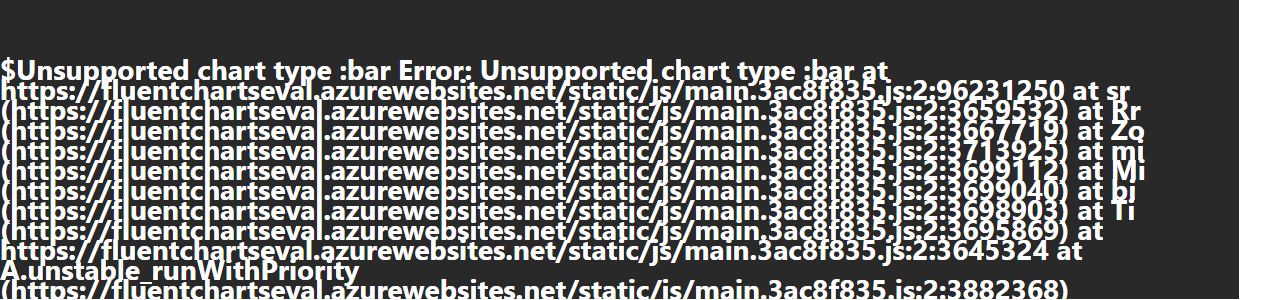 $Unsupported chart type :bar Error: Unsupported chart type :bar at
https://fluentchartseval.azurewebsites.net/static/js/main.3ac8f835.js:2:96231250 at sr
(https://fluentchartseval.azurewebsites.net/static/js/main.3ac8f835.js:2:3659532) at Rr
(https://fluentchartseval.azurewebsites.net/static/js/main.3ac8f835.js:2:3667719) at Zo
(https://fluentchartseval.azurewebsites.net/static/js/main.3ac8f835.js:2:3713925) at mi
(https://fluentchartseval.azurewebsites.net/static/js/main.3ac8f835.js:2:3699112) at Mi
(https://fluentchartseval.azurewebsites.net/static/js/main.3ac8f835.js:2:3699040) at bj
(https://fluentchartseval.azurewebsites.net/static/js/main.3ac8f835.js:2:3698903) at Ti
(https://fluentchartseval.azurewebsites.net/static/js/main.3ac8f835.js:2:3695869) at
https://fluentchartseval.azurewebsites.net/static/js/main.3ac8f835.js:2:3645324 at
A.unstable_runWithPriority
(https://fluentchartseval.azurewebsites.net/static/js/main.3ac8f835.js:2:3882368)